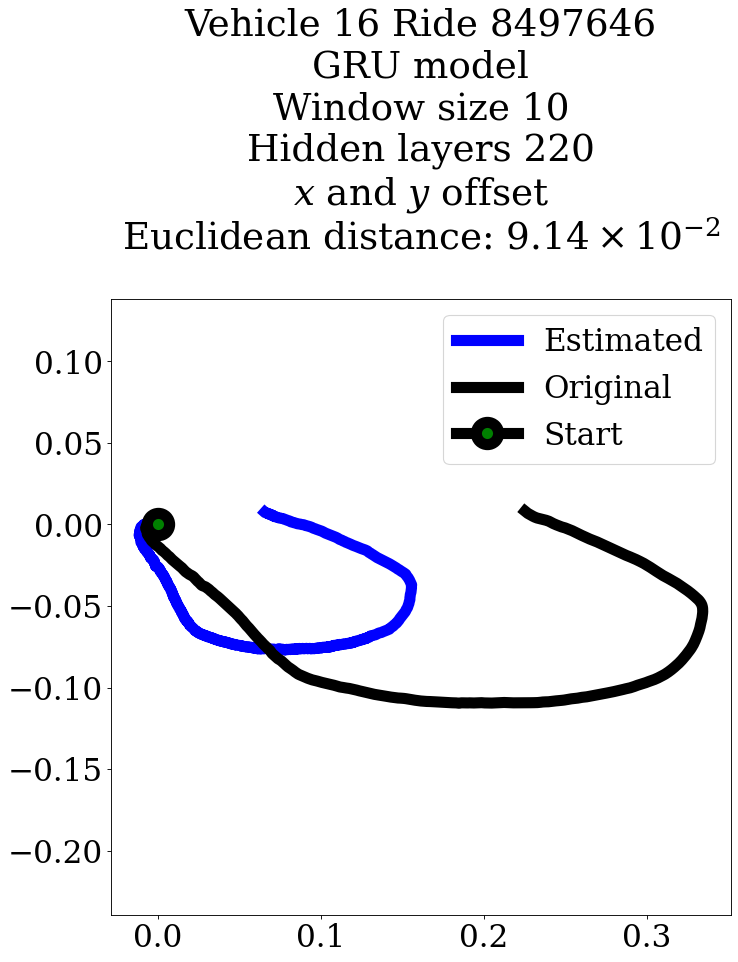 Vehicle 16 Ride 8497646
GRU model
Window size 10
Hidden layers 220
x and y offset
Euclidean distance: 9.14 × 10⁻²
Estimated
Original
Start
0.10
0.05
0.00
−0.05
−0.10
−0.15
−0.20
0.0 0.1 0.2 0.3